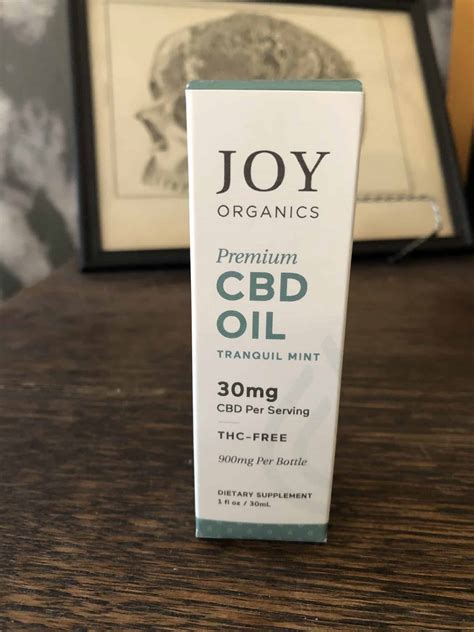 JOY
ORGANICS
Premium
CBD
OIL
TRANQUIL MINT
30mg
CBD Per Serving
THC-FREE
900mg Per Bottle
DIETARY SUPPLEMENT
1 fl oz / 30mL